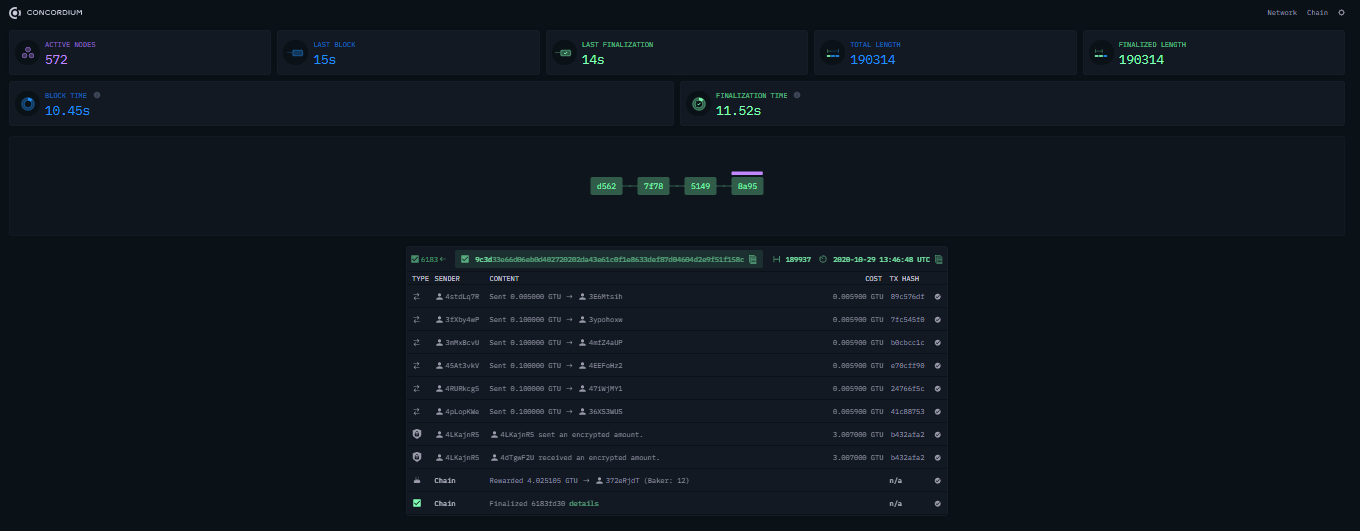 CONCORDIUM
Network Chain
ACTIVE NODES
572
LAST BLOCK
15s
LAST FINALIZATION
14s
TOTAL LENGTH
190314
FINALIZED LENGTH
190314
BLOCK TIME
10.45s
FINALIZATION TIME
11.52s
d562 7f78 5149 8a95
6183← 9c3d33e66d06eb0d402720202da43e61c0f1e8633def87d04604d2e9f51f158c 189937 2020-10-29 13:46:48 UTC
TYPE SENDER CONTENT COST TX HASH
4stdLq7R Sent 0.005000 GTU → 3E6Mtsih 0.005900 GTU 89c576df
3fXby4wP Sent 0.100000 GTU → 3ypohoxw 0.005900 GTU 7fc545f0
3mMxBcvU Sent 0.100000 GTU → 4mfZ4aUP 0.005900 GTU b0cbcc1c
45At3vkV Sent 0.100000 GTU → 4EEFoHz2 0.005900 GTU e70cff90
4RURkcg5 Sent 0.100000 GTU → 47iWjMY1 0.005900 GTU 24766f5c
4pLopKWe Sent 0.100000 GTU → 36XS3WUS 0.005900 GTU 41c88753
4LKajnRS 4LKajnRS sent an encrypted amount. 3.007000 GTU b432afa2
4LKajnRS 4dTgwF2U received an encrypted amount. 3.007000 GTU b432afa2
Chain Rewarded 4.025105 GTU → 372eRjdT (Baker: 12) n/a
Chain Finalized 6183fd30 details n/a